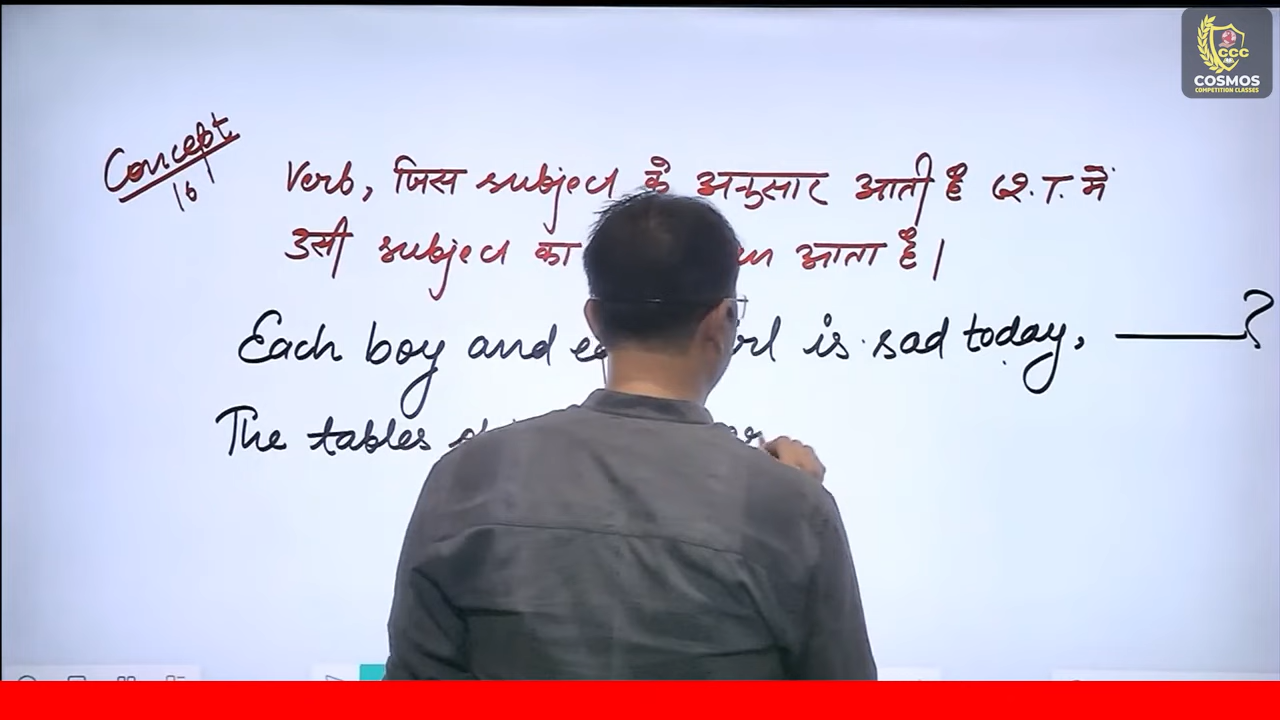 CCC
COSMOS
COMPETITION CLASSES
Concept
16
Verb, जिस subject के अनुसार आती है Q.T. में
उसी subject का आता है।
Each boy and is sad today, ?
The tables